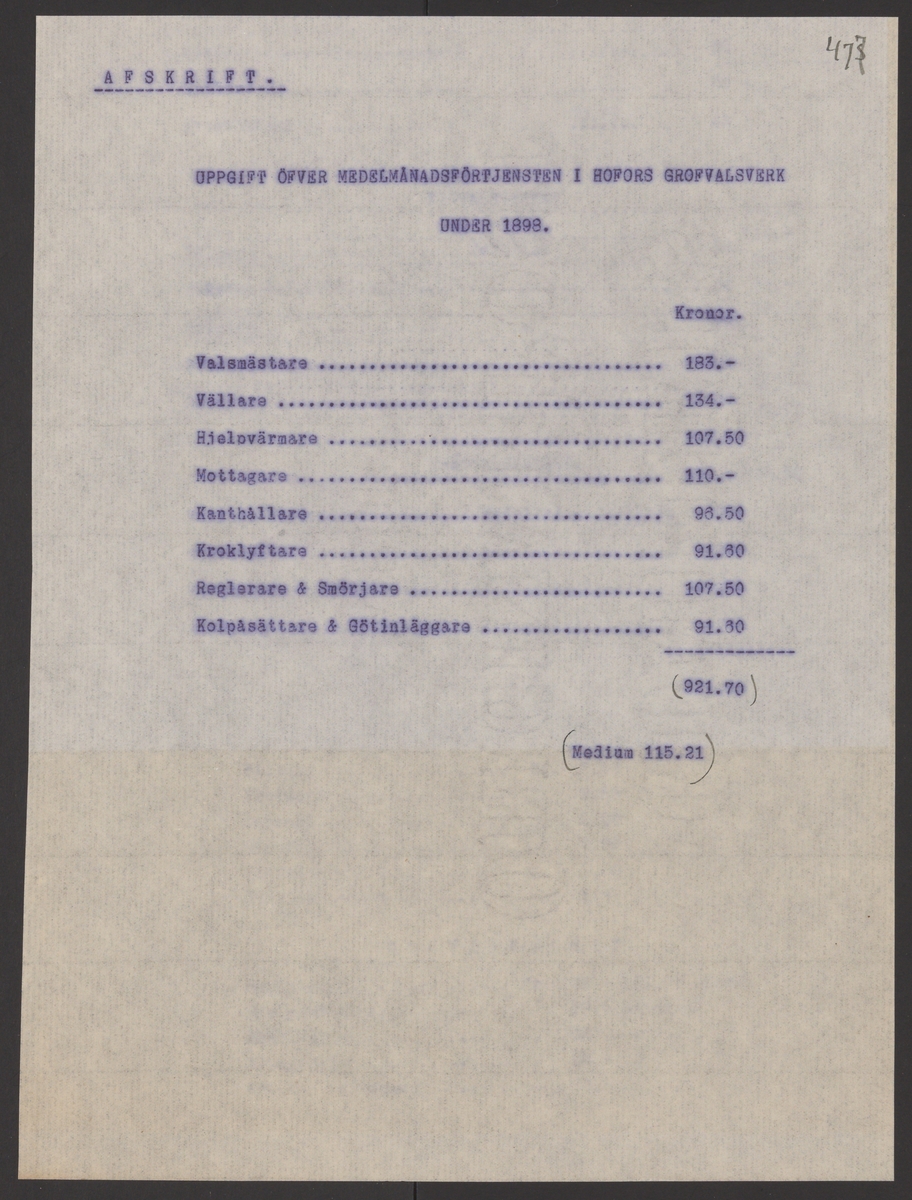 AFSKRIFT.
UPPGIFT ÖFVER MEDELMÅNADSFÖRTJENSTEN I HOFORS GROFVALSVERK
UNDER 1898.
Kronor.
Valsmästare .................................. 183.-
Vällare ...................................... 134.-
Hjelpvärmare ................................. 107.50
Mottagare .................................... 110.-
Kanthållare .................................. 96.50
Kroklyftare .................................. 91.60
Reglerare & Smörjare ......................... 107.50
Kolpåsättare & Götinläggare .................. 91.60
(921.70)
(Medium 115.21)